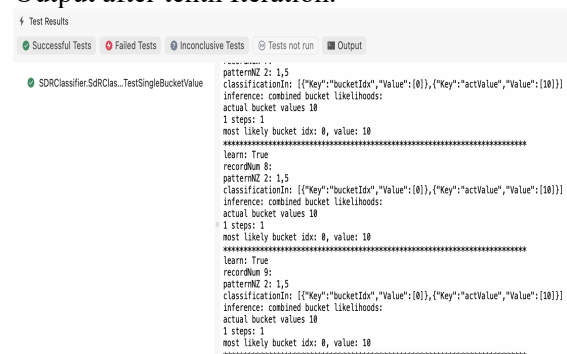 Output after tenth iteration:
Test Results
Successful Tests Failed Tests Inconclusive Tests Tests not run Output
SDRClassifier.SdRClas...TestSingleBucketValue
patternNZ 2: 1,5
classificationIn: [{"Key":"bucketIdx","Value":[0]},{"Key":"actValue","Value":[10]}]
inference: combined bucket likelihoods:
actual bucket values 10
1 steps: 1
most likely bucket idx: 0, value: 10
**************************************************************************
learn: True
recordNum 8:
patternNZ 2: 1,5
classificationIn: [{"Key":"bucketIdx","Value":[0]},{"Key":"actValue","Value":[10]}]
inference: combined bucket likelihoods:
actual bucket values 10
1 steps: 1
most likely bucket idx: 0, value: 10
**************************************************************************
learn: True
recordNum 9:
patternNZ 2: 1,5
classificationIn: [{"Key":"bucketIdx","Value":[0]},{"Key":"actValue","Value":[10]}]
inference: combined bucket likelihoods:
actual bucket values 10
1 steps: 1
most likely bucket idx: 0, value: 10